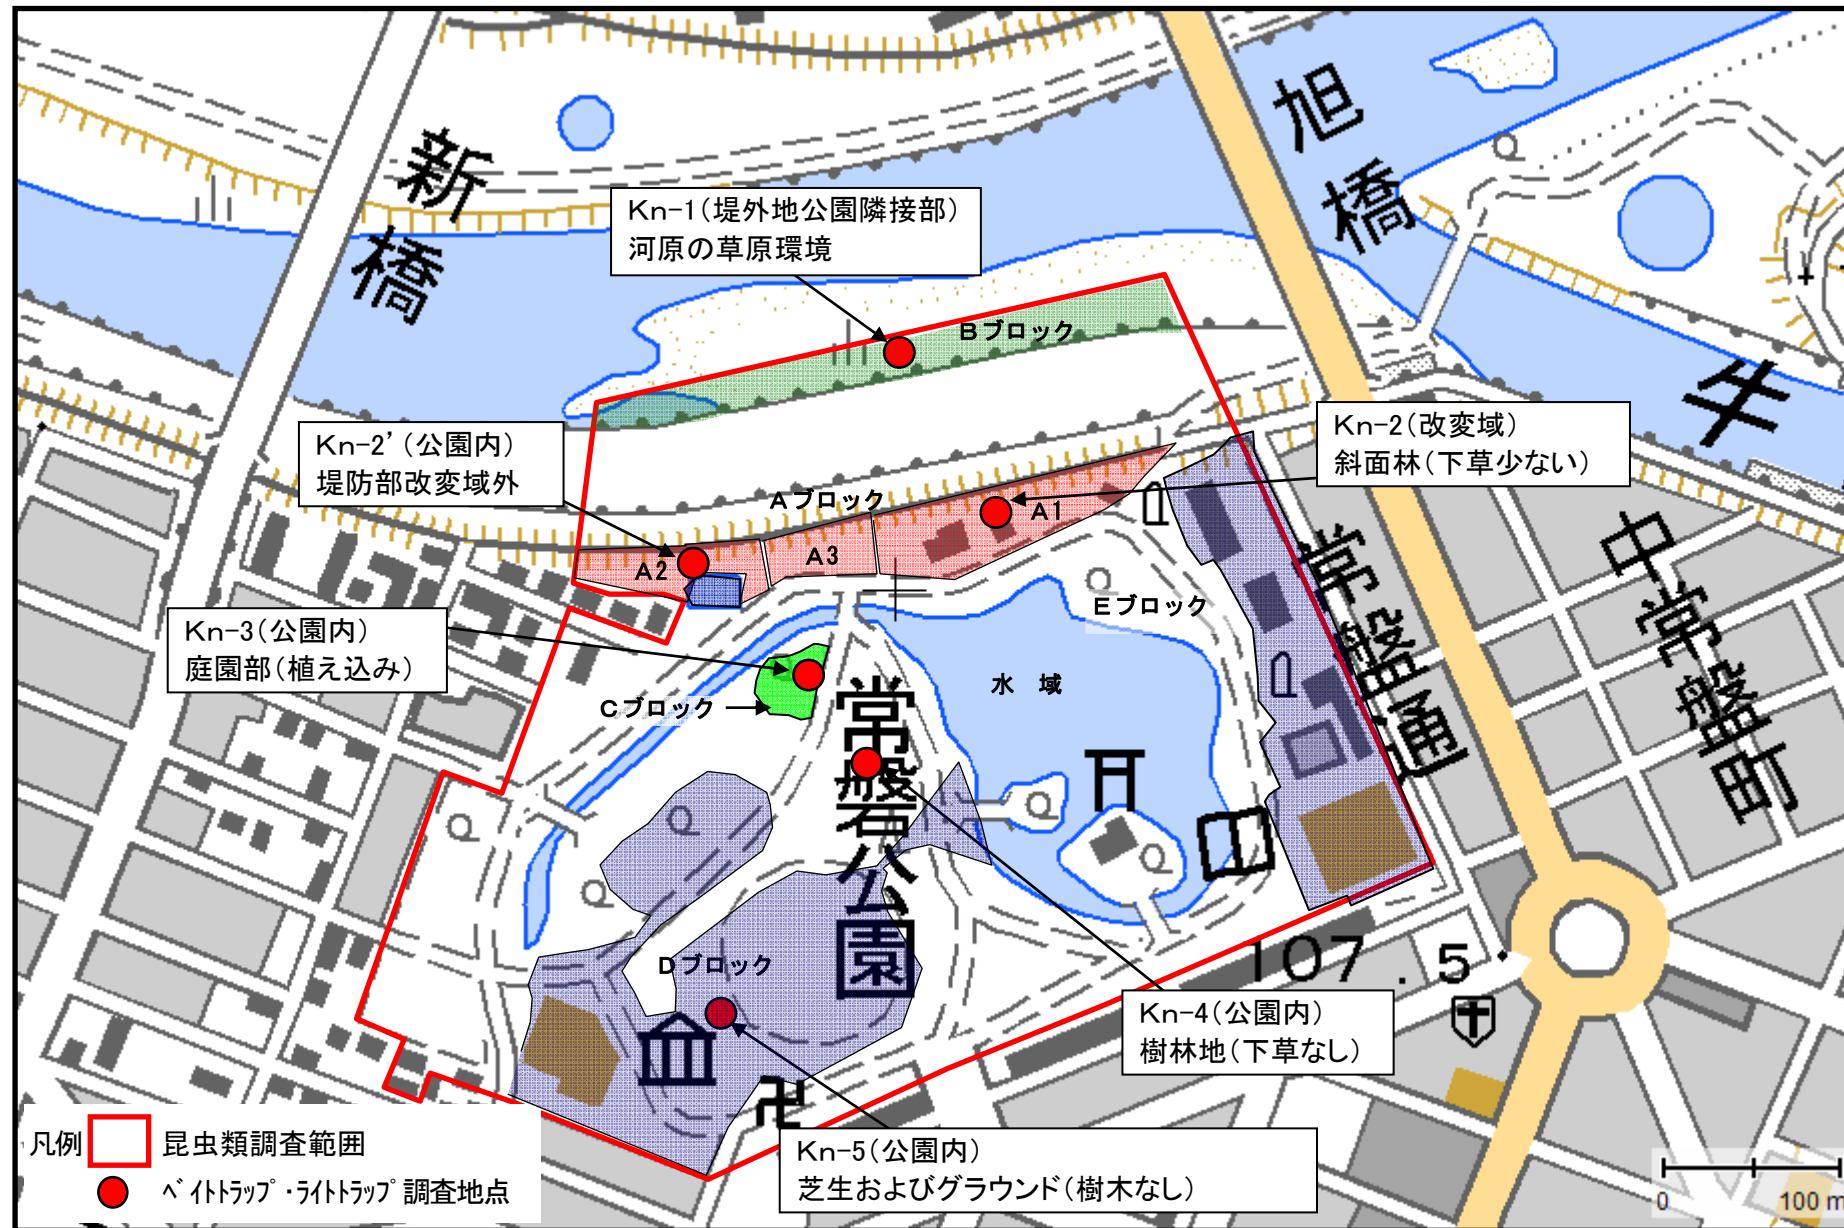 新橋
旭橋
Kn-1(堤外地公園隣接部)
河原の草原環境
Bブロック
牛
Kn-2(改変域)
斜面林(下草少ない)
Kn-2’(公園内)
堤防部改変域外
Aブロック
A1
A3
A2
Eブロック
常盤通
中常盤町
Kn-3(公園内)
庭園部(植え込み)
水 域
Cブロック
常磐公園
Dブロック
107.5
Kn-4(公園内)
樹林地(下草なし)
Kn-5(公園内)
芝生およびグラウンド(樹木なし)
凡例
昆虫類調査範囲
ベイトトラップ・ライトトラップ調査地点
0 100 m